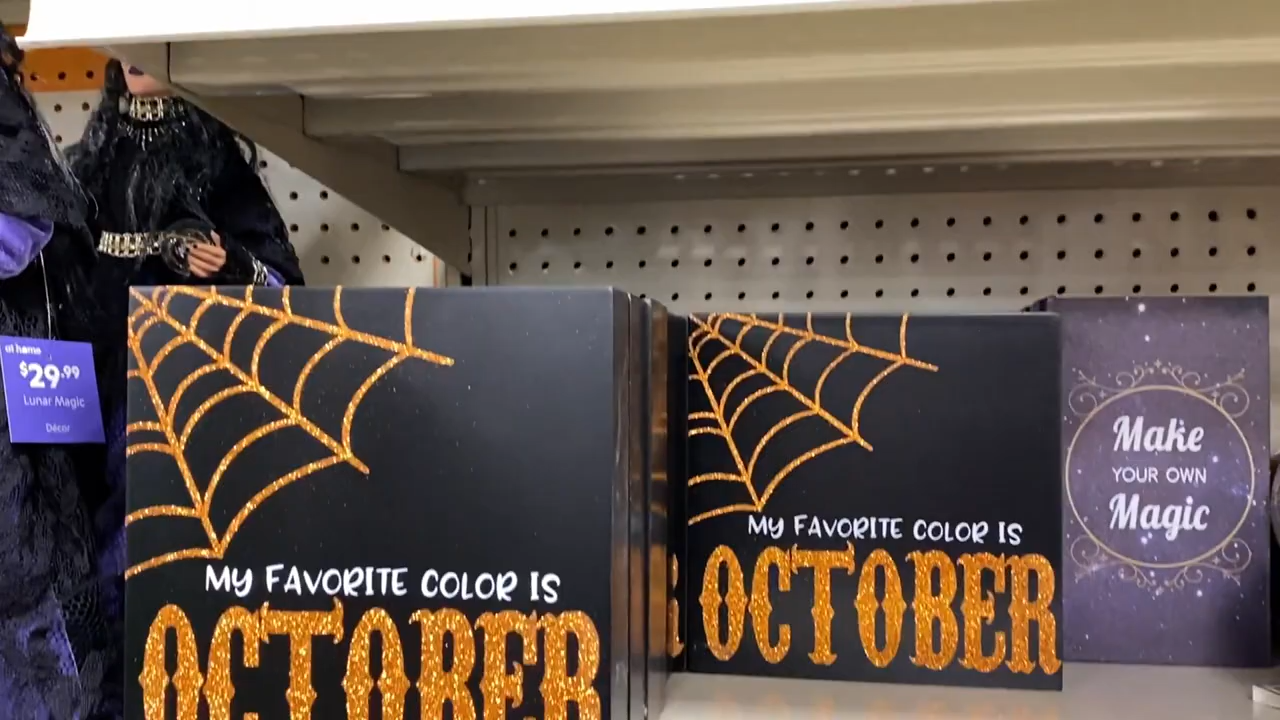 at home
$29.99
Lunar Magic
Décor
MY FAVORITE COLOR IS
OCTOBER
MY FAVORITE COLOR IS
OCTOBER
Make
YOUR OWN
Magic